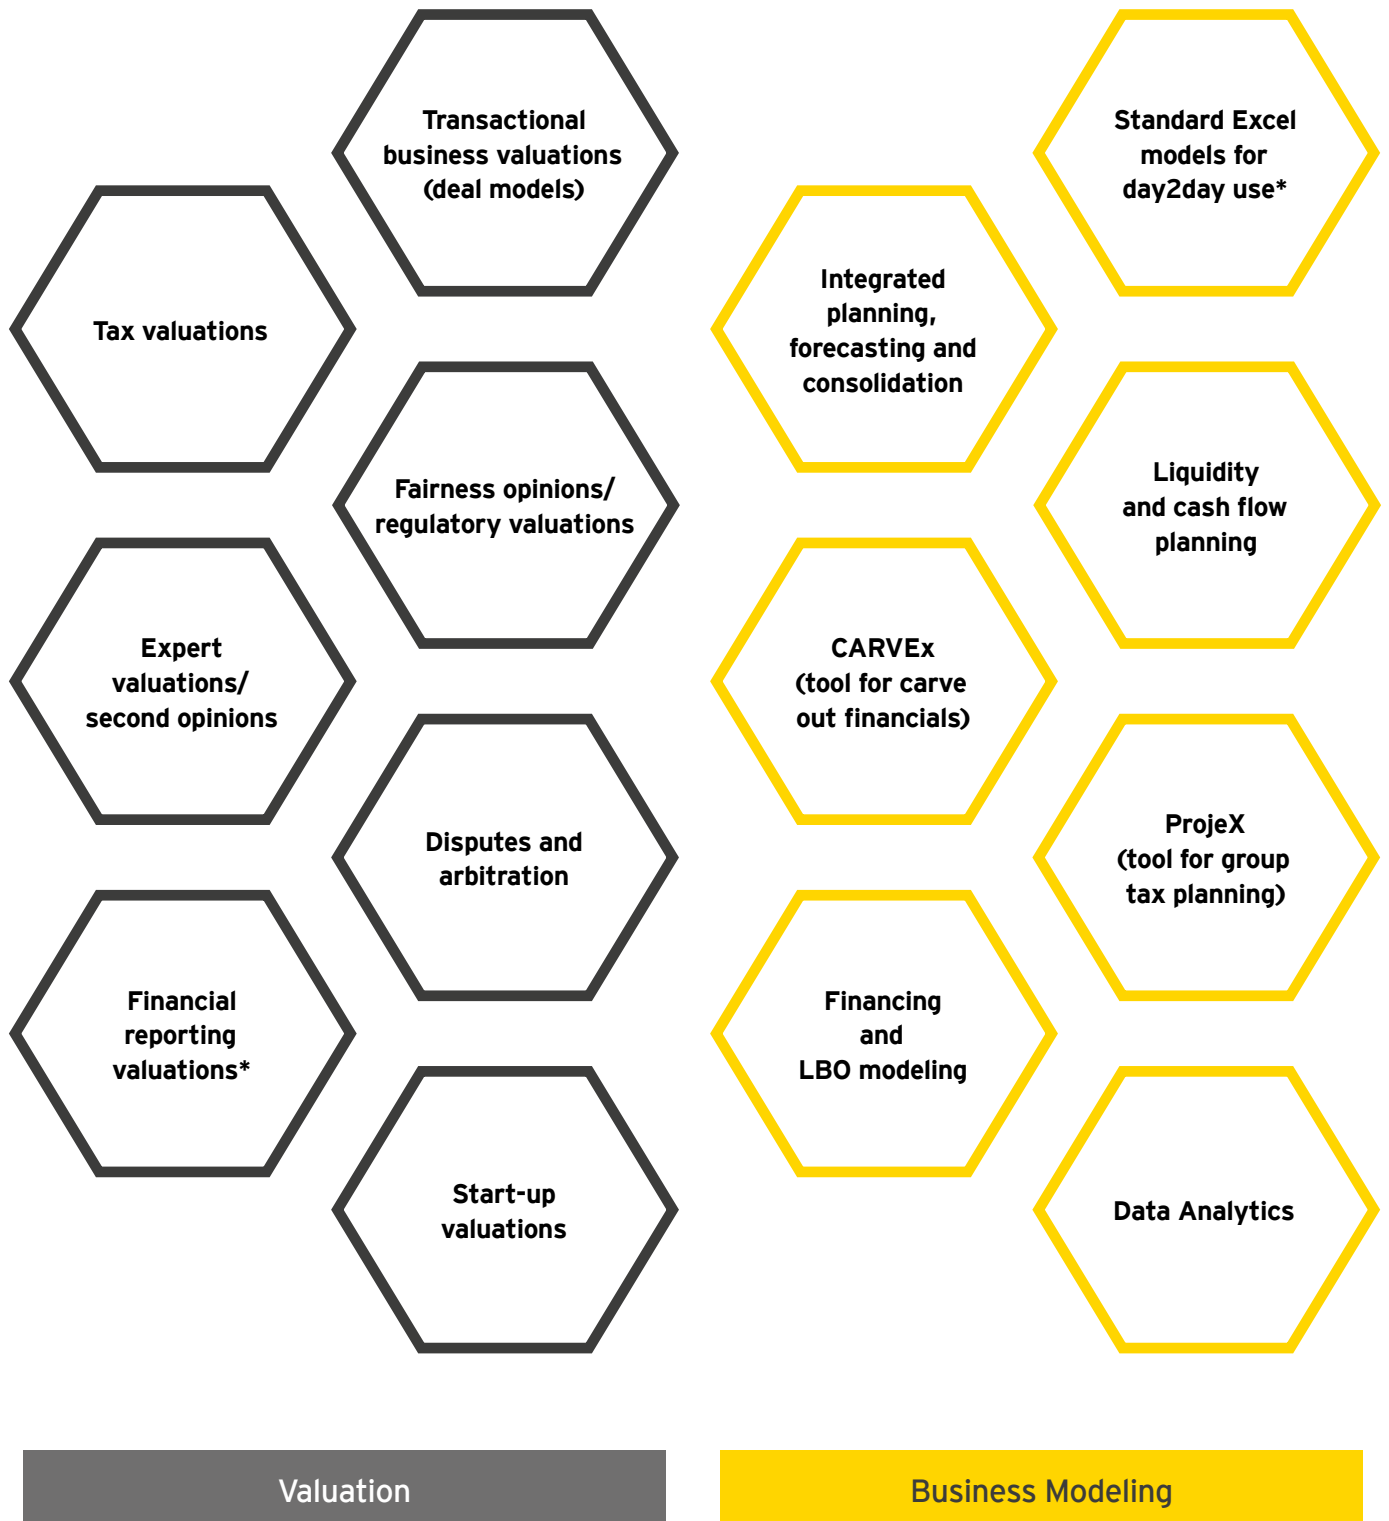 Transactional
business valuations
(deal models)
Tax valuations
Fairness opinions/
regulatory valuations
Expert
valuations/
second opinions
Disputes and
arbitration
Financial
reporting
valuations*
Start-up
valuations
Valuation
Standard Excel
models for
day2day use*
Integrated
planning,
forecasting and
consolidation
Liquidity
and cash flow
planning
CARVEx
(tool for carve
out financials)
ProjeX
(tool for group
tax planning)
Financing
and
LBO modeling
Data Analytics
Business Modeling